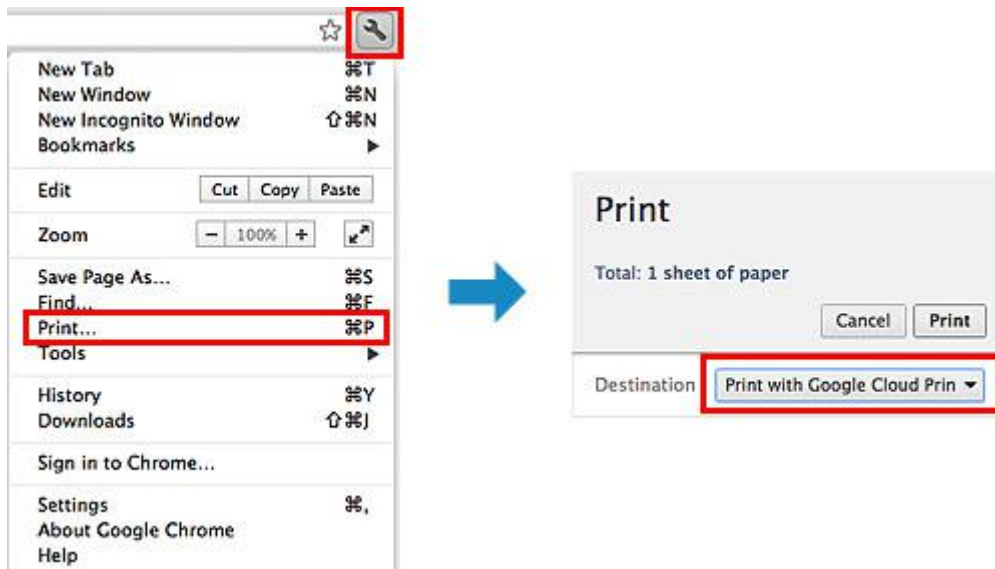 New Tab ⌘T
New Window ⌘N
New Incognito Window ⇧⌘N
Bookmarks
Edit Cut Copy Paste
Zoom − 100% +
Save Page As... ⌘S
Find... ⌘F
Print... ⌘P
Tools
History ⌘Y
Downloads ⇧⌘J
Sign in to Chrome...
Settings ⌘,
About Google Chrome
Help
Print
Total: 1 sheet of paper
Cancel Print
Destination Print with Google Cloud Prin